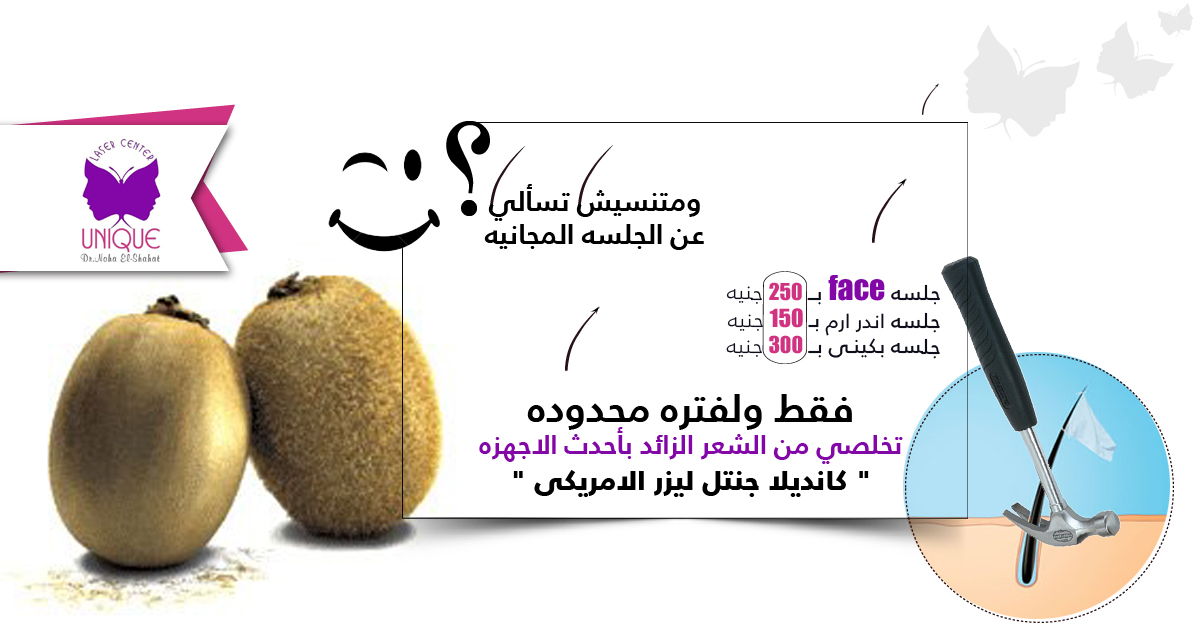 LASER CENTER
UNIQUE
Dr.Noha El-Shahat
ومتنسيش تسألي
عن الجلسه المجانيه
؟
جلسه face بـ 250 جنيه
جلسه اندر ارم بـ 150 جنيه
جلسه بكينى بـ 300 جنيه
فقط ولفتره محدوده
تخلصي من الشعر الزائد بأحدث الاجهزه
" كانديلا جنتل ليزر الامريكى "